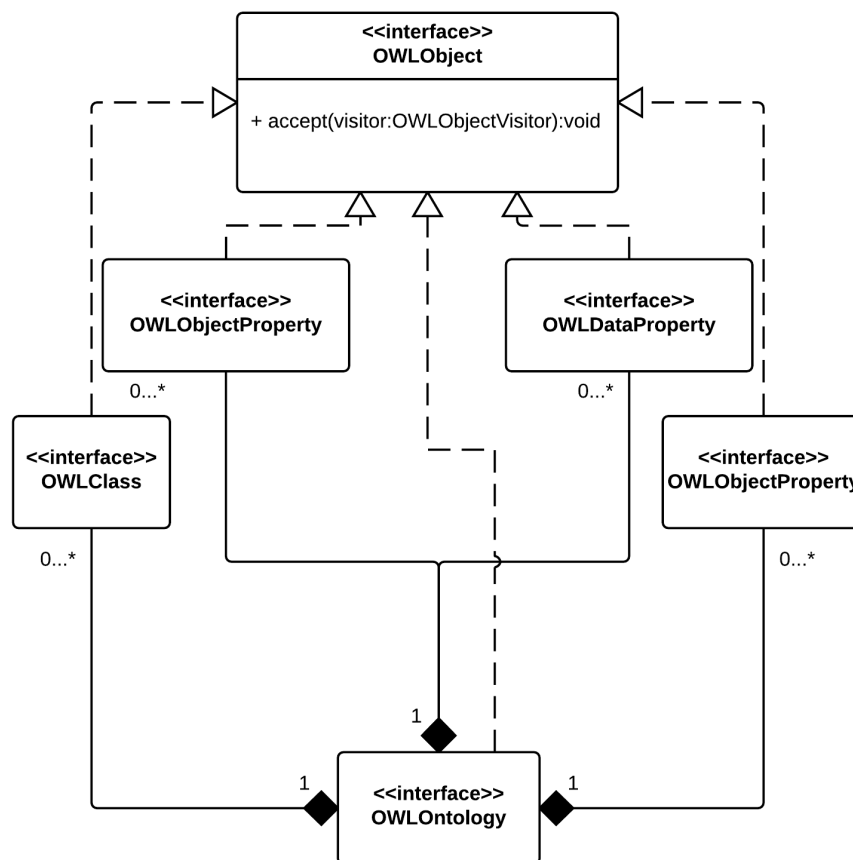 <<interface>>
OWLObject
+ accept(visitor:OWLObjectVisitor):void
<<interface>>
OWLObjectProperty
<<interface>>
OWLDataProperty
0...*
0...*
<<interface>>
OWLClass
<<interface>>
OWLObjectProperty
0...*
0...*
1
1
1
<<interface>>
OWLOntology